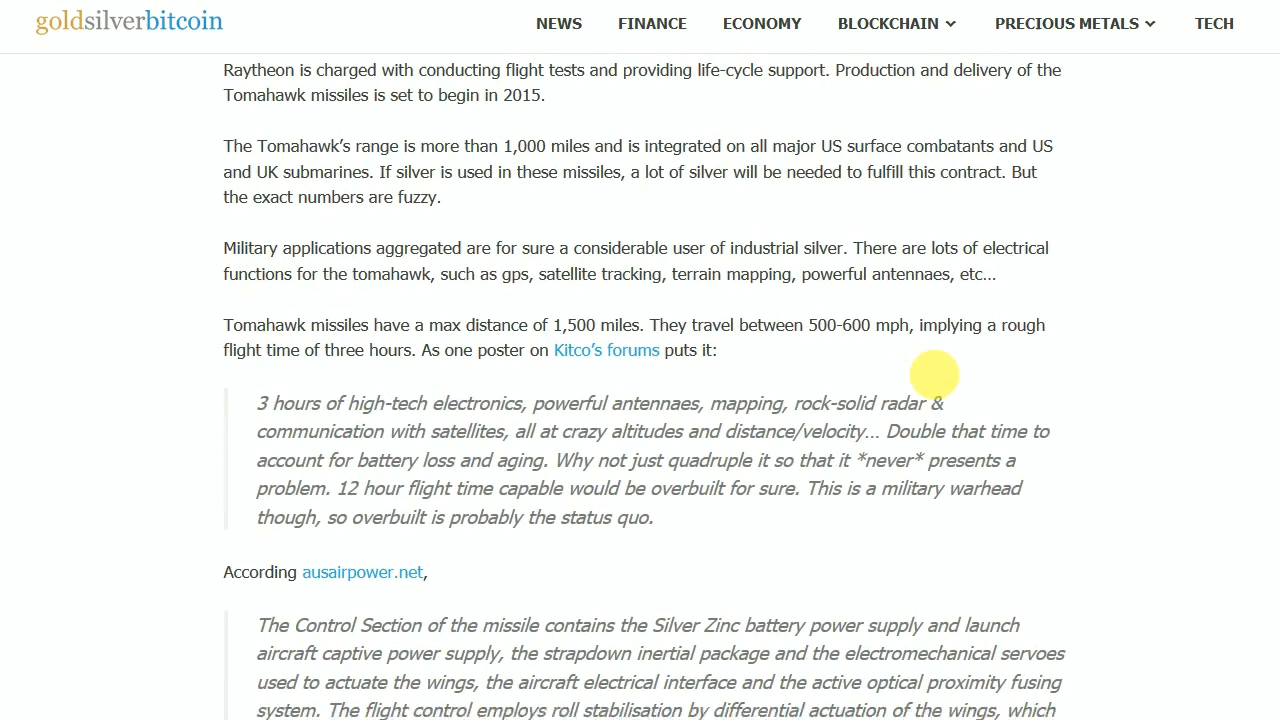 goldsilverbitcoin
NEWS FINANCE ECONOMY BLOCKCHAIN PRECIOUS METALS TECH
Raytheon is charged with conducting flight tests and providing life-cycle support. Production and delivery of the
Tomahawk missiles is set to begin in 2015.
The Tomahawk’s range is more than 1,000 miles and is integrated on all major US surface combatants and US
and UK submarines. If silver is used in these missiles, a lot of silver will be needed to fulfill this contract. But
the exact numbers are fuzzy.
Military applications aggregated are for sure a considerable user of industrial silver. There are lots of electrical
functions for the tomahawk, such as gps, satellite tracking, terrain mapping, powerful antennaes, etc…
Tomahawk missiles have a max distance of 1,500 miles. They travel between 500-600 mph, implying a rough
flight time of three hours. As one poster on Kitco’s forums puts it:
3 hours of high-tech electronics, powerful antennaes, mapping, rock-solid radar &
communication with satellites, all at crazy altitudes and distance/velocity… Double that time to
account for battery loss and aging. Why not just quadruple it so that it *never* presents a
problem. 12 hour flight time capable would be overbuilt for sure. This is a military warhead
though, so overbuilt is probably the status quo.
According ausairpower.net,
The Control Section of the missile contains the Silver Zinc battery power supply and launch
aircraft captive power supply, the strapdown inertial package and the electromechanical servoes
used to actuate the wings, the aircraft electrical interface and the active optical proximity fusing
system. The flight control employs roll stabilisation by differential actuation of the wings, which